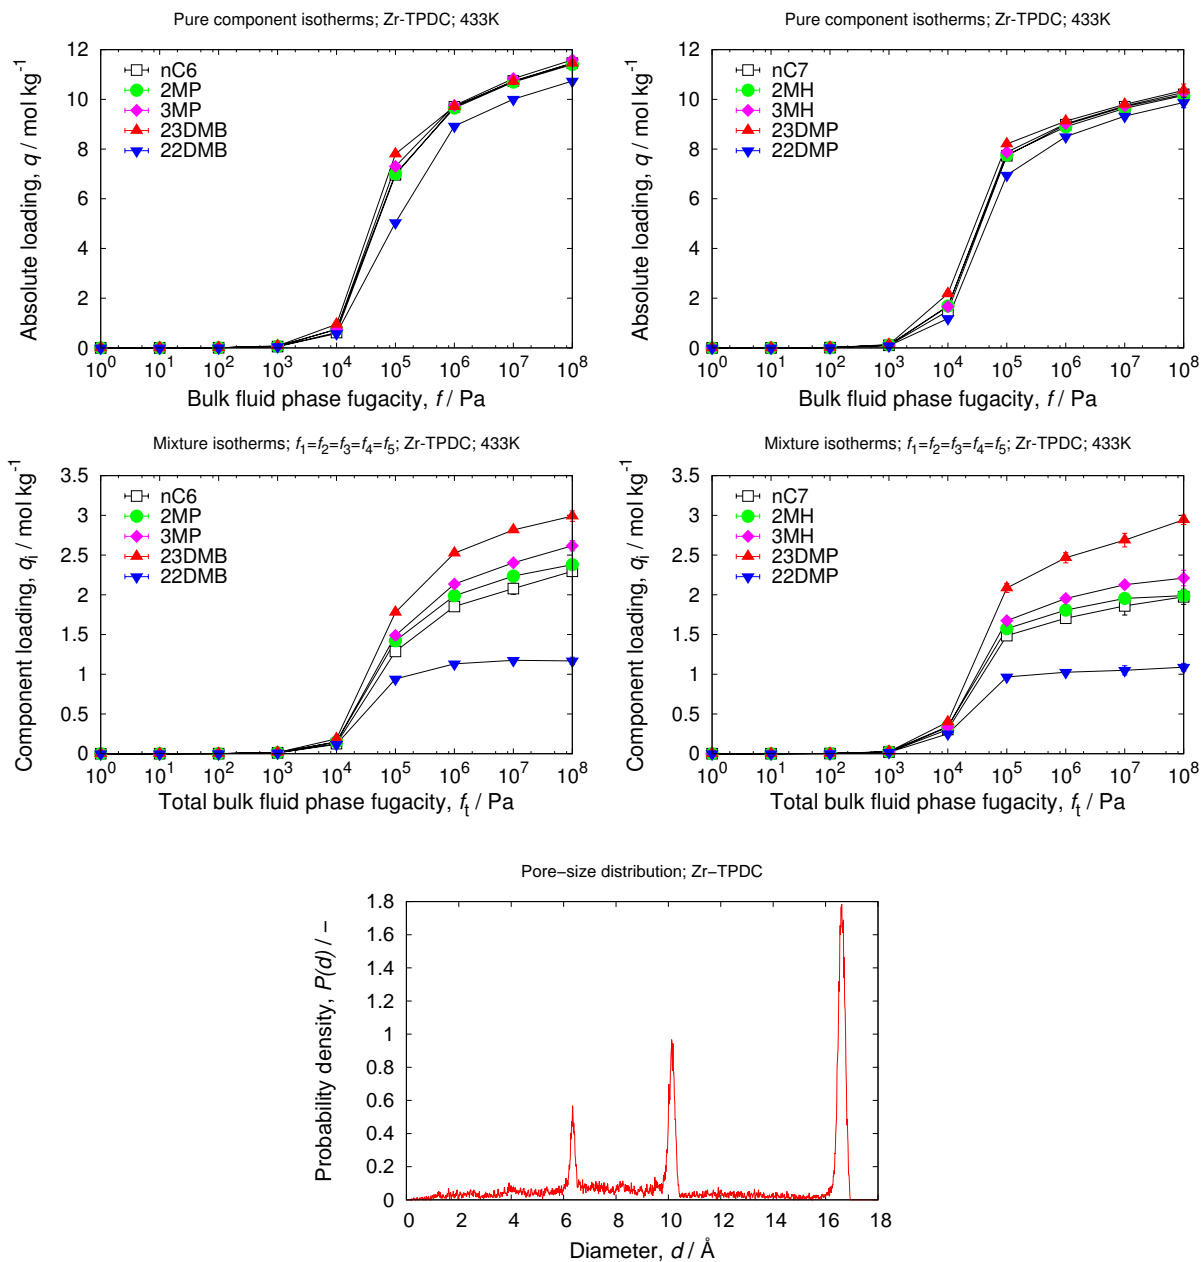 Pure component isotherms; Zr-TPDC; 433K
Absolute loading, q / mol kg⁻¹
12
10
8
6
4
2
0
nC6
2MP
3MP
23DMB
22DMB
10⁰ 10¹ 10² 10³ 10⁴ 10⁵ 10⁶ 10⁷ 10⁸
Bulk fluid phase fugacity, f / Pa
Pure component isotherms; Zr-TPDC; 433K
Absolute loading, q / mol kg⁻¹
12
10
8
6
4
2
0
nC7
2MH
3MH
23DMP
22DMP
10⁰ 10¹ 10² 10³ 10⁴ 10⁵ 10⁶ 10⁷ 10⁸
Bulk fluid phase fugacity, f / Pa
Mixture isotherms; f₁=f₂=f₃=f₄=f₅; Zr-TPDC; 433K
Component loading, qᵢ / mol kg⁻¹
3.5
3
2.5
2
1.5
1
0.5
0
nC6
2MP
3MP
23DMB
22DMB
10⁰ 10¹ 10² 10³ 10⁴ 10⁵ 10⁶ 10⁷ 10⁸
Total bulk fluid phase fugacity, fₜ / Pa
Mixture isotherms; f₁=f₂=f₃=f₄=f₅; Zr-TPDC; 433K
Component loading, qᵢ / mol kg⁻¹
3.5
3
2.5
2
1.5
1
0.5
0
nC7
2MH
3MH
23DMP
22DMP
10⁰ 10¹ 10² 10³ 10⁴ 10⁵ 10⁶ 10⁷ 10⁸
Total bulk fluid phase fugacity, fₜ / Pa
Pore−size distribution; Zr−TPDC
Probability density, P(d) / −
1.8
1.6
1.4
1.2
1
0.8
0.6
0.4
0.2
0
0 2 4 6 8 10 12 14 16 18
Diameter, d / Å